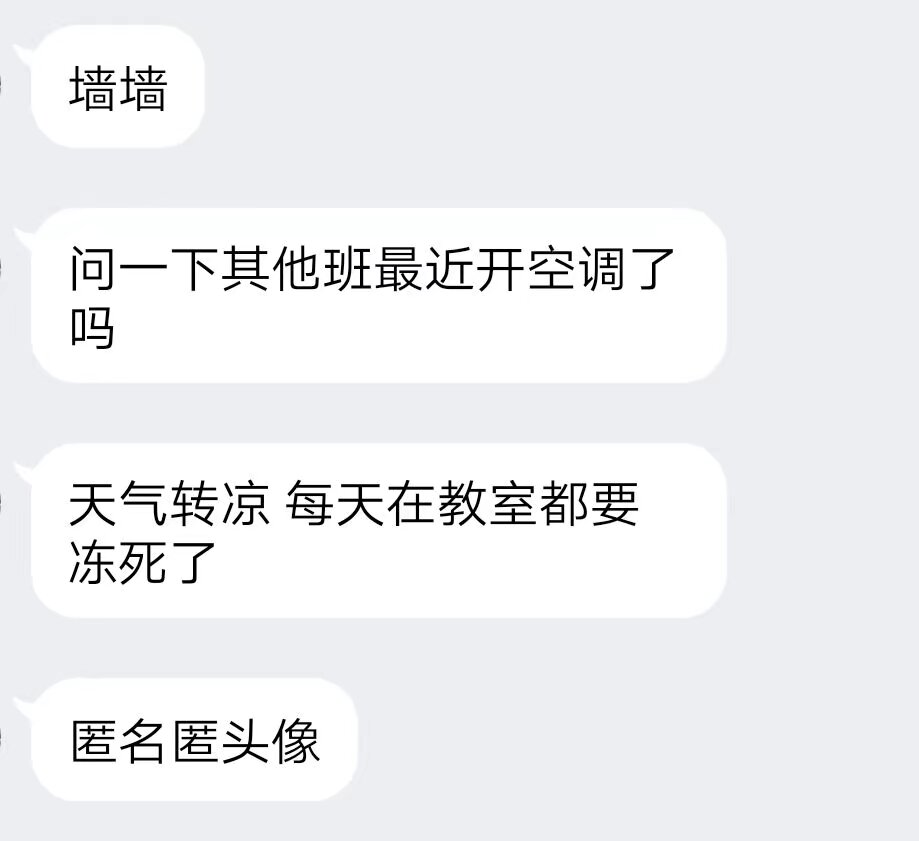 墙墙
问一下其他班最近开空调了
吗
天气转凉 每天在教室都要
冻死了
匿名匿头像